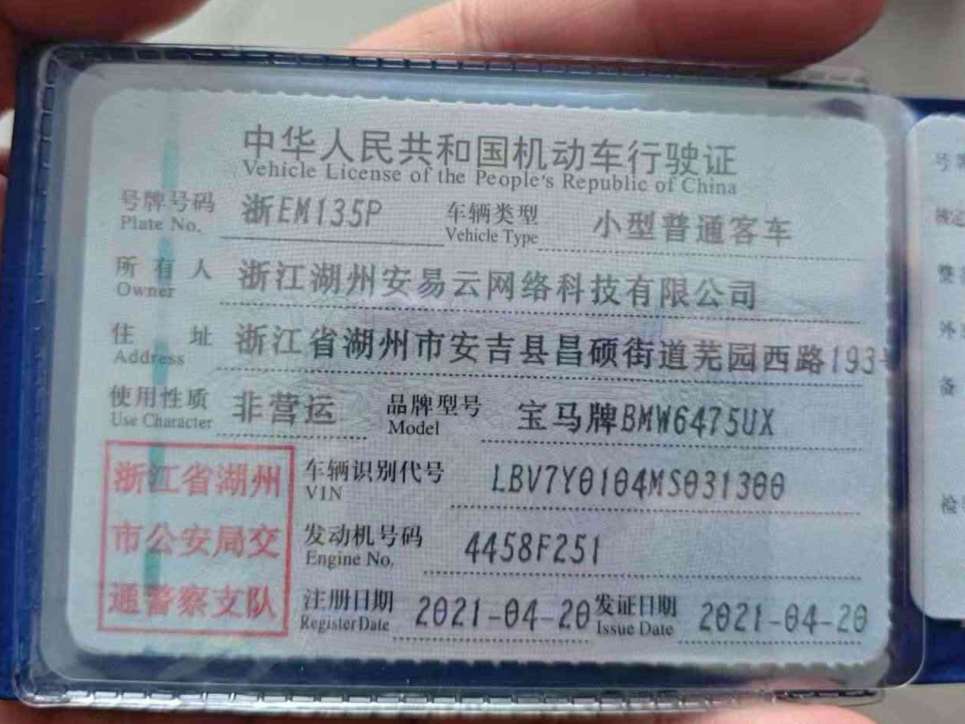 中华人民共和国机动车行驶证
Vehicle License of the People's Republic of China
号牌号码 浙EM135P 车辆类型 小型普通客车
Plate No. Vehicle Type
所有人 浙江湖州安易云网络科技有限公司
Owner
住址 浙江省湖州市安吉县昌硕街道芜园西路193号
Address
使用性质 非营运 品牌型号 宝马牌BMW6475UX
Use Character Model
浙江省湖州
市公安局交
通警察支队
车辆识别代号 LBV7Y0104MS031300
VIN
发动机号码 4458F251
Engine No.
注册日期 2021-04-20 发证日期 2021-04-20
Register Date Issue Date
号
备